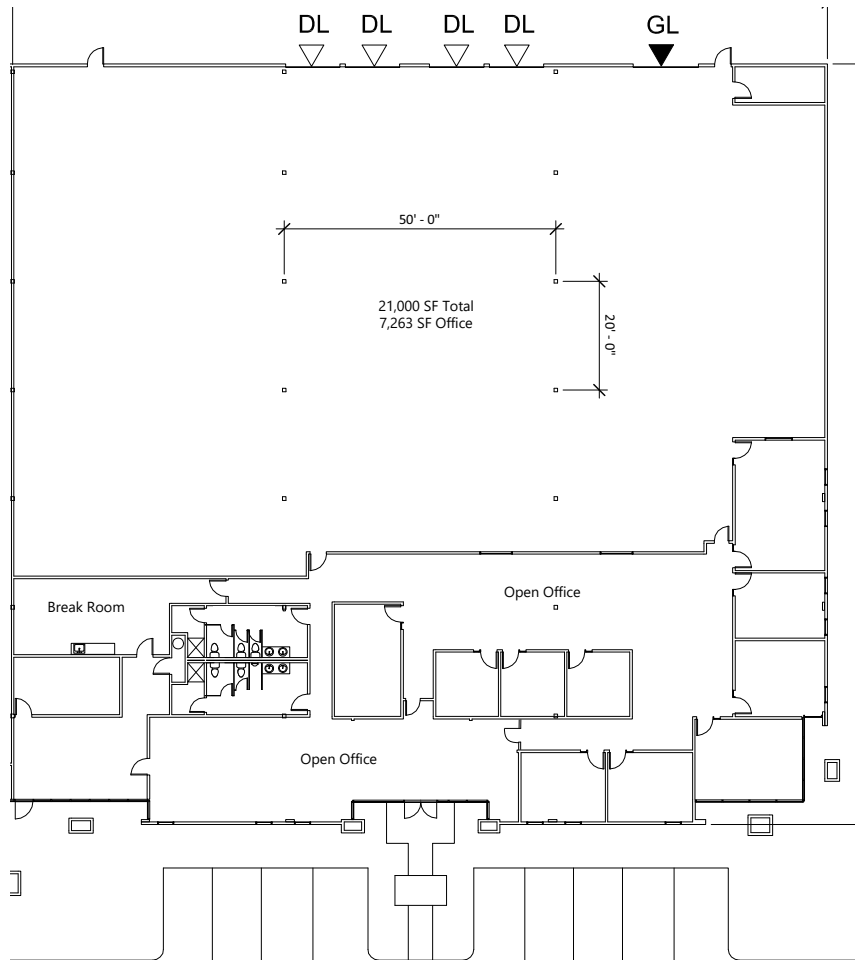 DL DL DL DL GL
50' - 0"
21,000 SF Total
7,263 SF Office
20' - 0"
Open Office
Break Room
Open Office